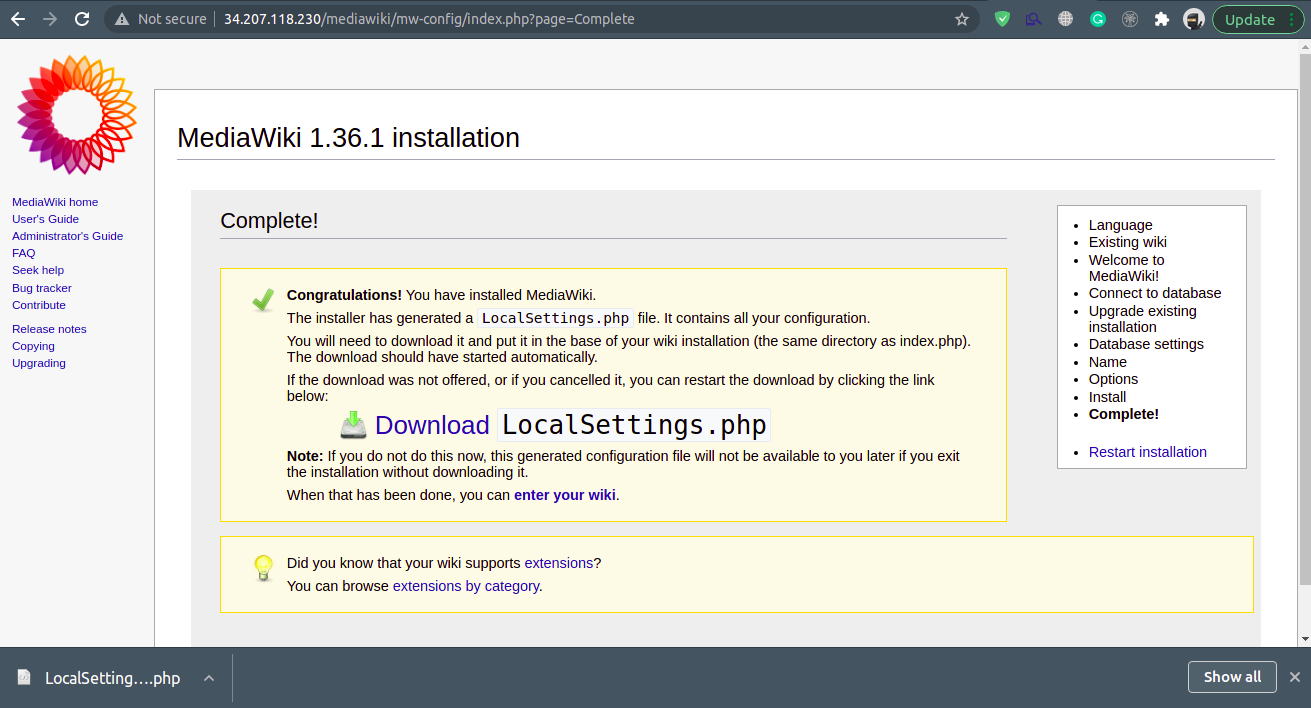 Not secure
34.207.118.230/mediawiki/mw-config/index.php?page=Complete
Update
MediaWiki home
User's Guide
Administrator's Guide
FAQ
Seek help
Bug tracker
Contribute
Release notes
Copying
Upgrading
MediaWiki 1.36.1 installation
Complete!
Congratulations! You have installed MediaWiki.
The installer has generated a LocalSettings.php file. It contains all your configuration.
You will need to download it and put it in the base of your wiki installation (the same directory as index.php).
The download should have started automatically.
If the download was not offered, or if you cancelled it, you can restart the download by clicking the link
below:
Download LocalSettings.php
Note: If you do not do this now, this generated configuration file will not be available to you later if you exit
the installation without downloading it.
When that has been done, you can enter your wiki.
Did you know that your wiki supports extensions?
You can browse extensions by category.
Language
Existing wiki
Welcome to
MediaWiki!
Connect to database
Upgrade existing
installation
Database settings
Name
Options
Install
Complete!
Restart installation
LocalSetting....php
Show all